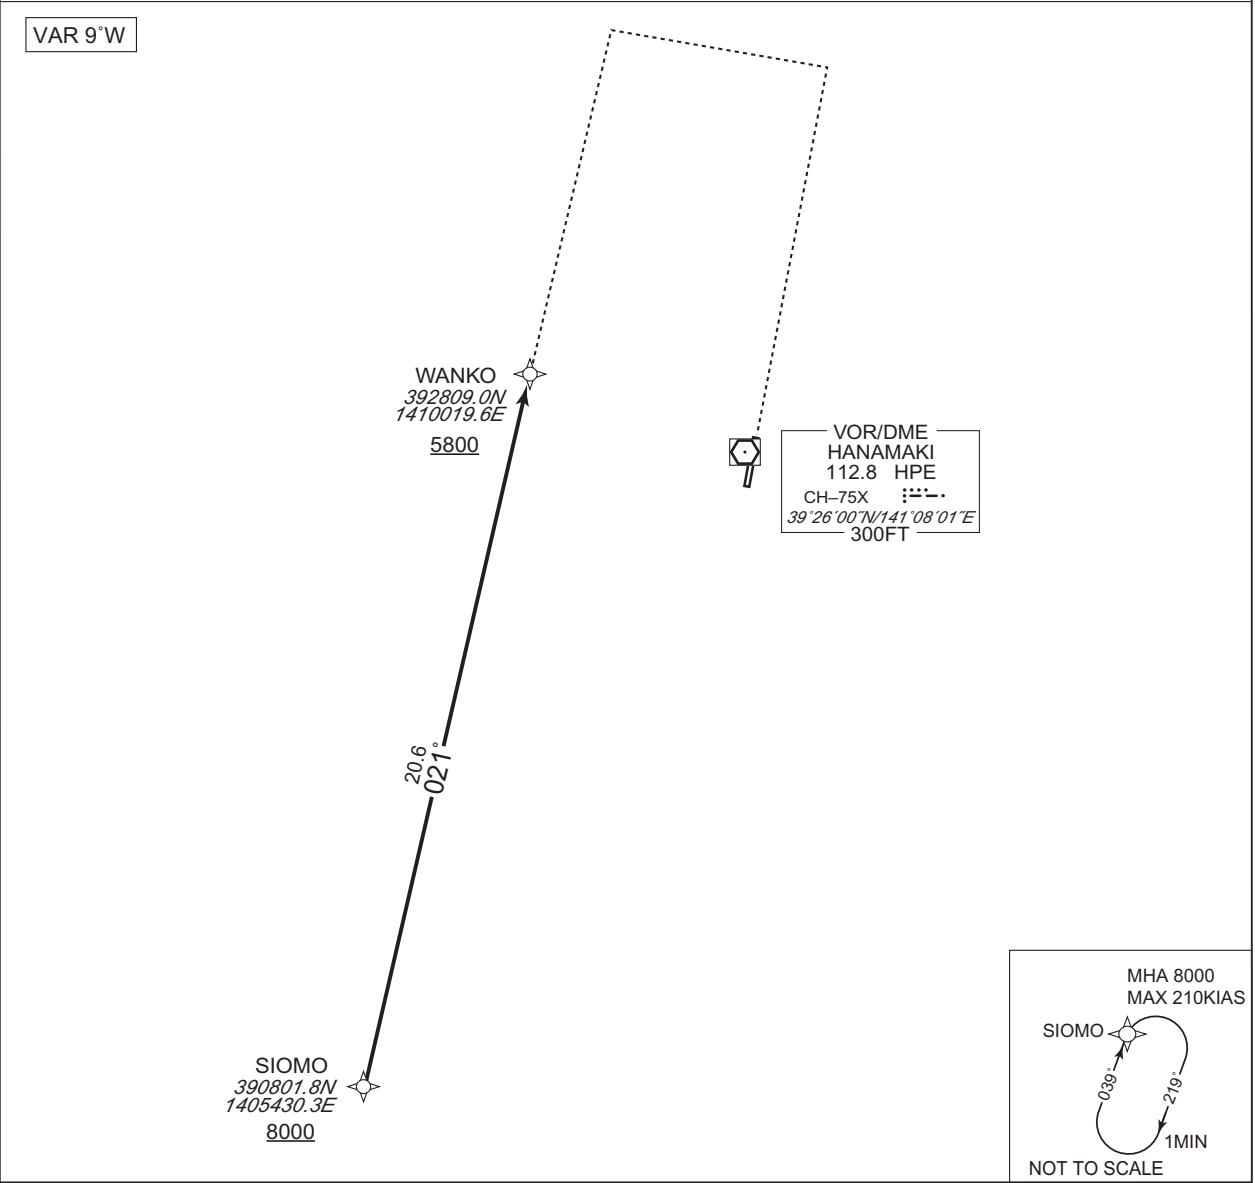 VAR 9°W
WANKO
392809.0N
1410019.6E
5800
VOR/DME
HANAMAKI
112.8 HPE
CH–75X
39°26′00″N/141°08′01″E
300FT
20.6
021°
SIOMO
390801.8N
1405430.3E
8000
MHA 8000
MAX 210KIAS
SIOMO
039°
219°
1MIN
NOT TO SCALE